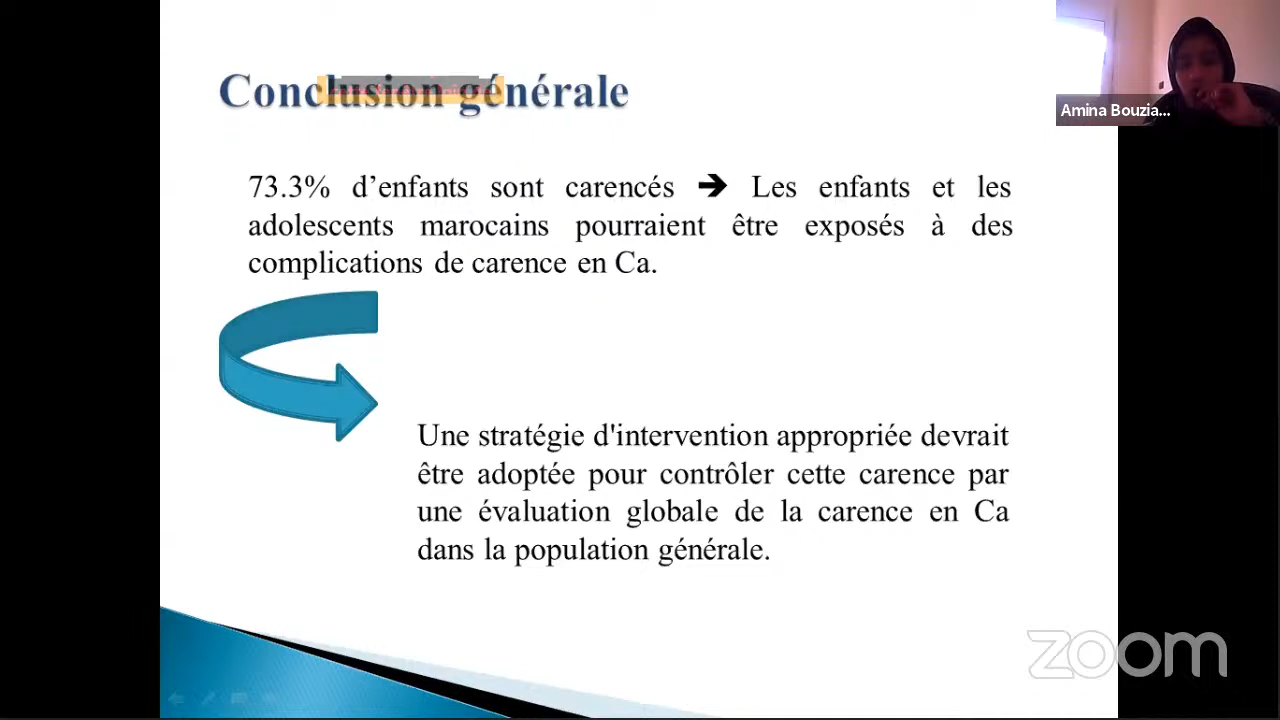 Conclusion générale
73.3% d’enfants sont carencés ➔ Les enfants et les
adolescents marocains pourraient être exposés à des
complications de carence en Ca.
Une stratégie d'intervention appropriée devrait
être adoptée pour contrôler cette carence par
une évaluation globale de la carence en Ca
dans la population générale.
Amina Bouzia...
zoom